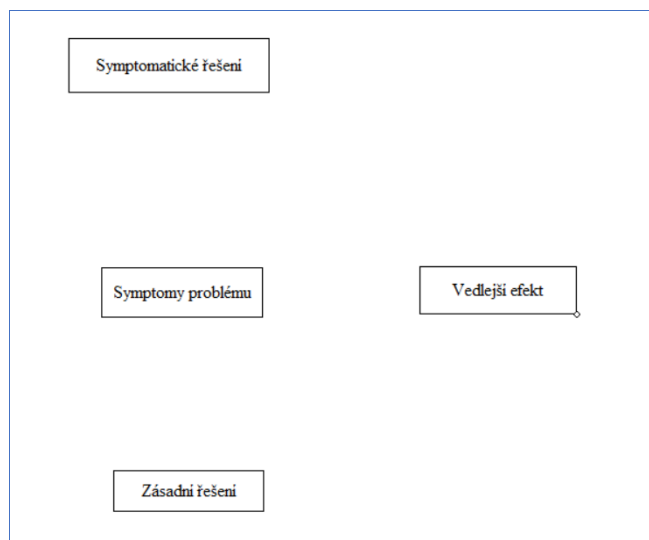 Symptomatické řešení
Symptomy problému
Vedlejší efekt
Zásadní řešení